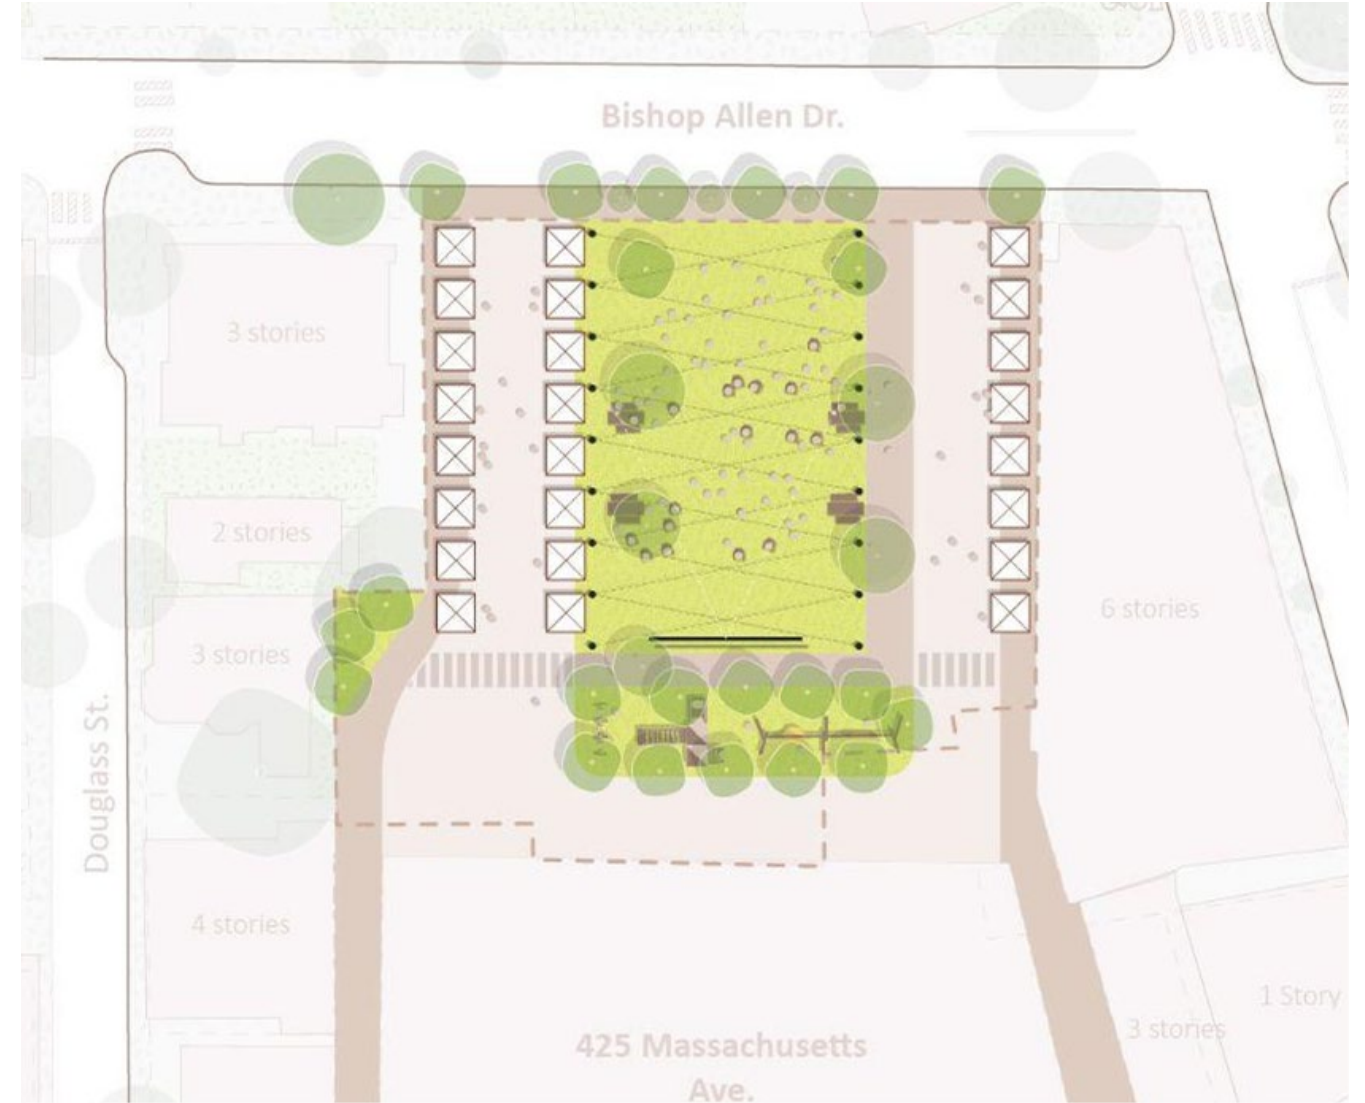 Bishop Allen Dr.
3 stories
2 stories
3 stories
6 stories
Douglass St.
4 stories
1 Story
3 stories
425 Massachusetts
Ave.